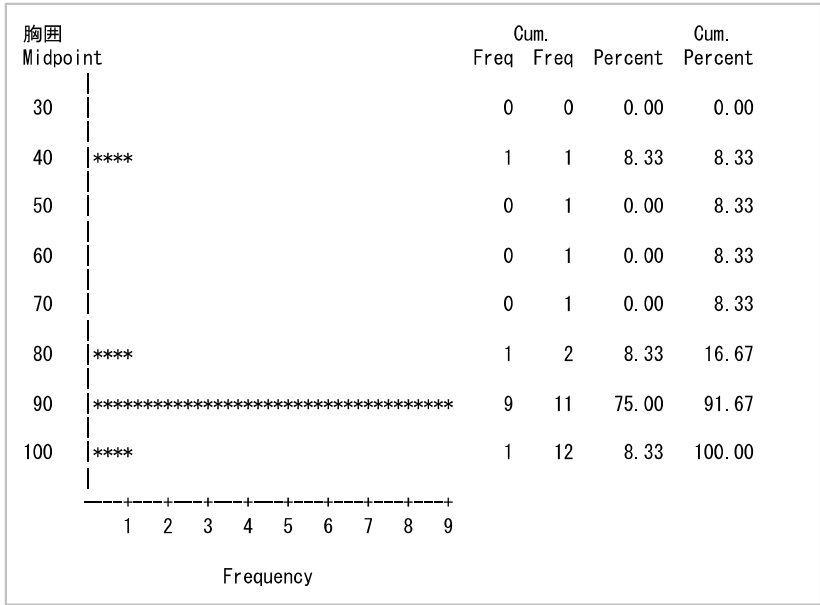 胸囲 Cum. Cum.
Midpoint Freq Freq Percent Percent
30 0 0 0.00 0.00
40 **** 1 1 8.33 8.33
50 0 1 0.00 8.33
60 0 1 0.00 8.33
70 0 1 0.00 8.33
80 **** 1 2 8.33 16.67
90 ************************************ 9 11 75.00 91.67
100 **** 1 12 8.33 100.00
1 2 3 4 5 6 7 8 9
Frequency